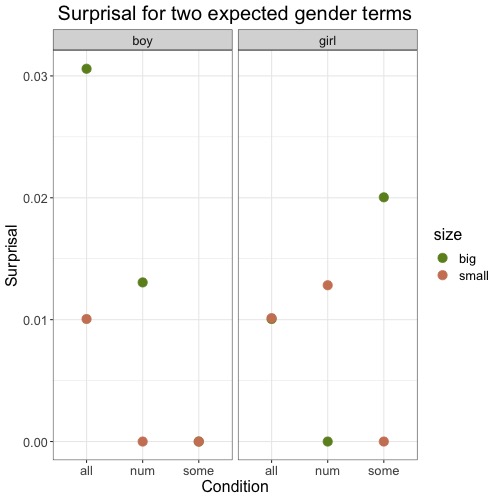 Surprisal for two expected gender terms
boy girl
0.03
0.02
0.01
0.00
Surprisal
all num some all num some
Condition
size
big
small